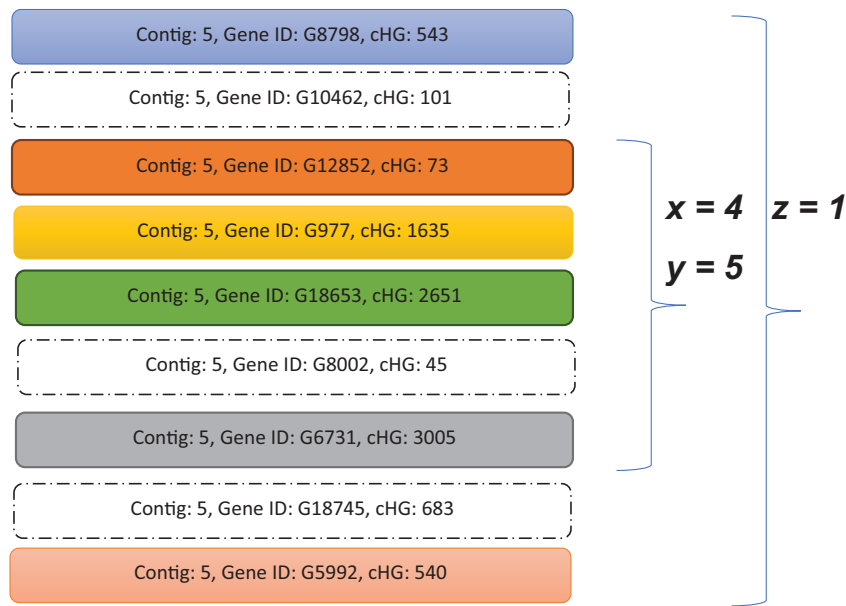 Contig: 5, Gene ID: G8798, cHG: 543
Contig: 5, Gene ID: G10462, cHG: 101
Contig: 5, Gene ID: G12852, cHG: 73
Contig: 5, Gene ID: G977, cHG: 1635
Contig: 5, Gene ID: G18653, cHG: 2651
Contig: 5, Gene ID: G8002, cHG: 45
Contig: 5, Gene ID: G6731, cHG: 3005
Contig: 5, Gene ID: G18745, cHG: 683
Contig: 5, Gene ID: G5992, cHG: 540
x = 4
y = 5
z = 1